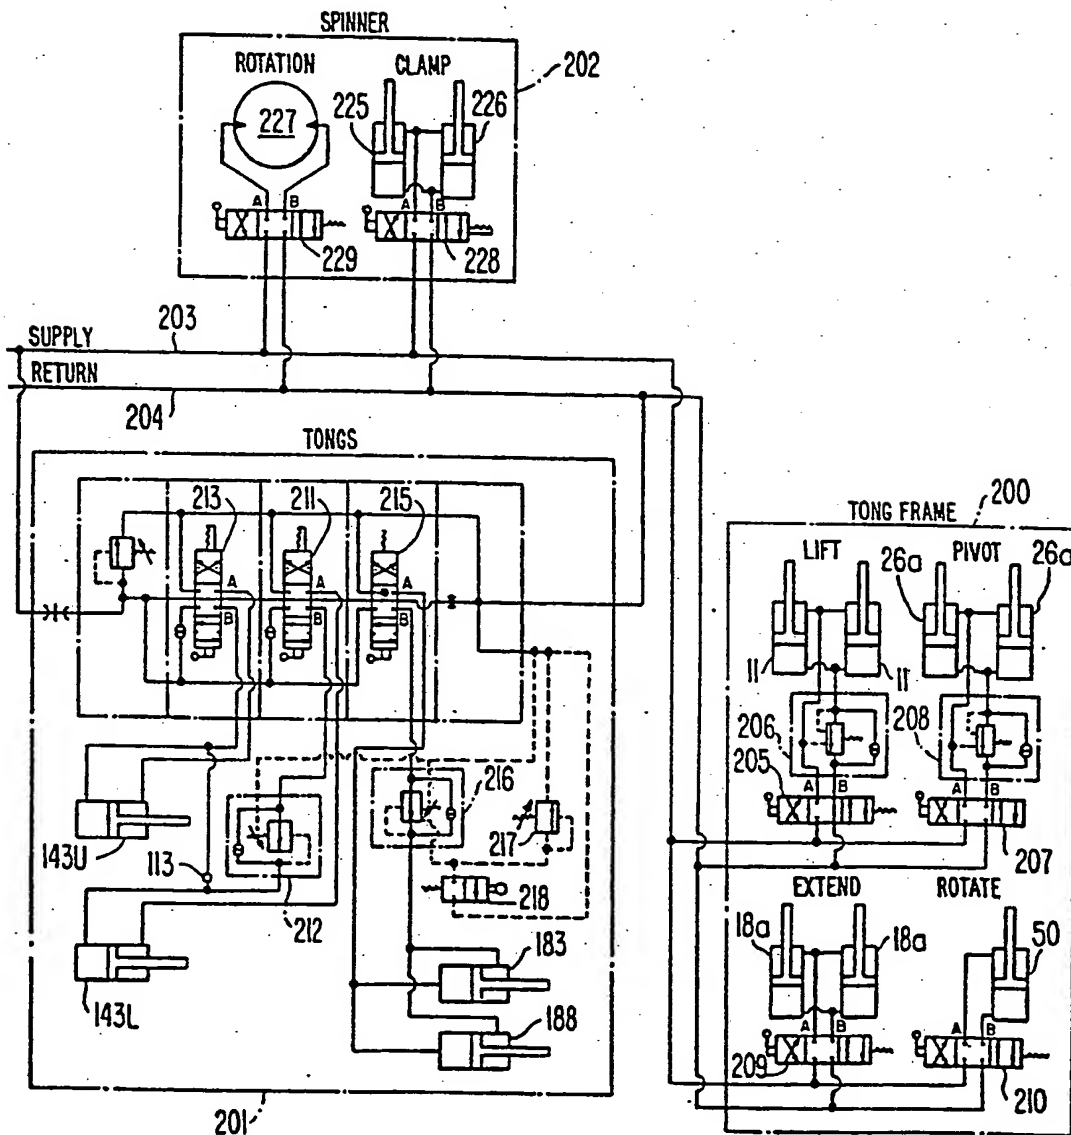 SPINNER
ROTATION CLAMP
202
225 226
227
A B A B
229 228
203
SUPPLY
RETURN
204
TONGS
213 211 215
A
B
216
217
143U
113
218
212
183
143L
188
201
200
TONG FRAME
LIFT PIVOT
26a 26a
11 11
206 208
205
A B A B
207
EXTEND ROTATE
18a 18a 50
A B A B
209 210